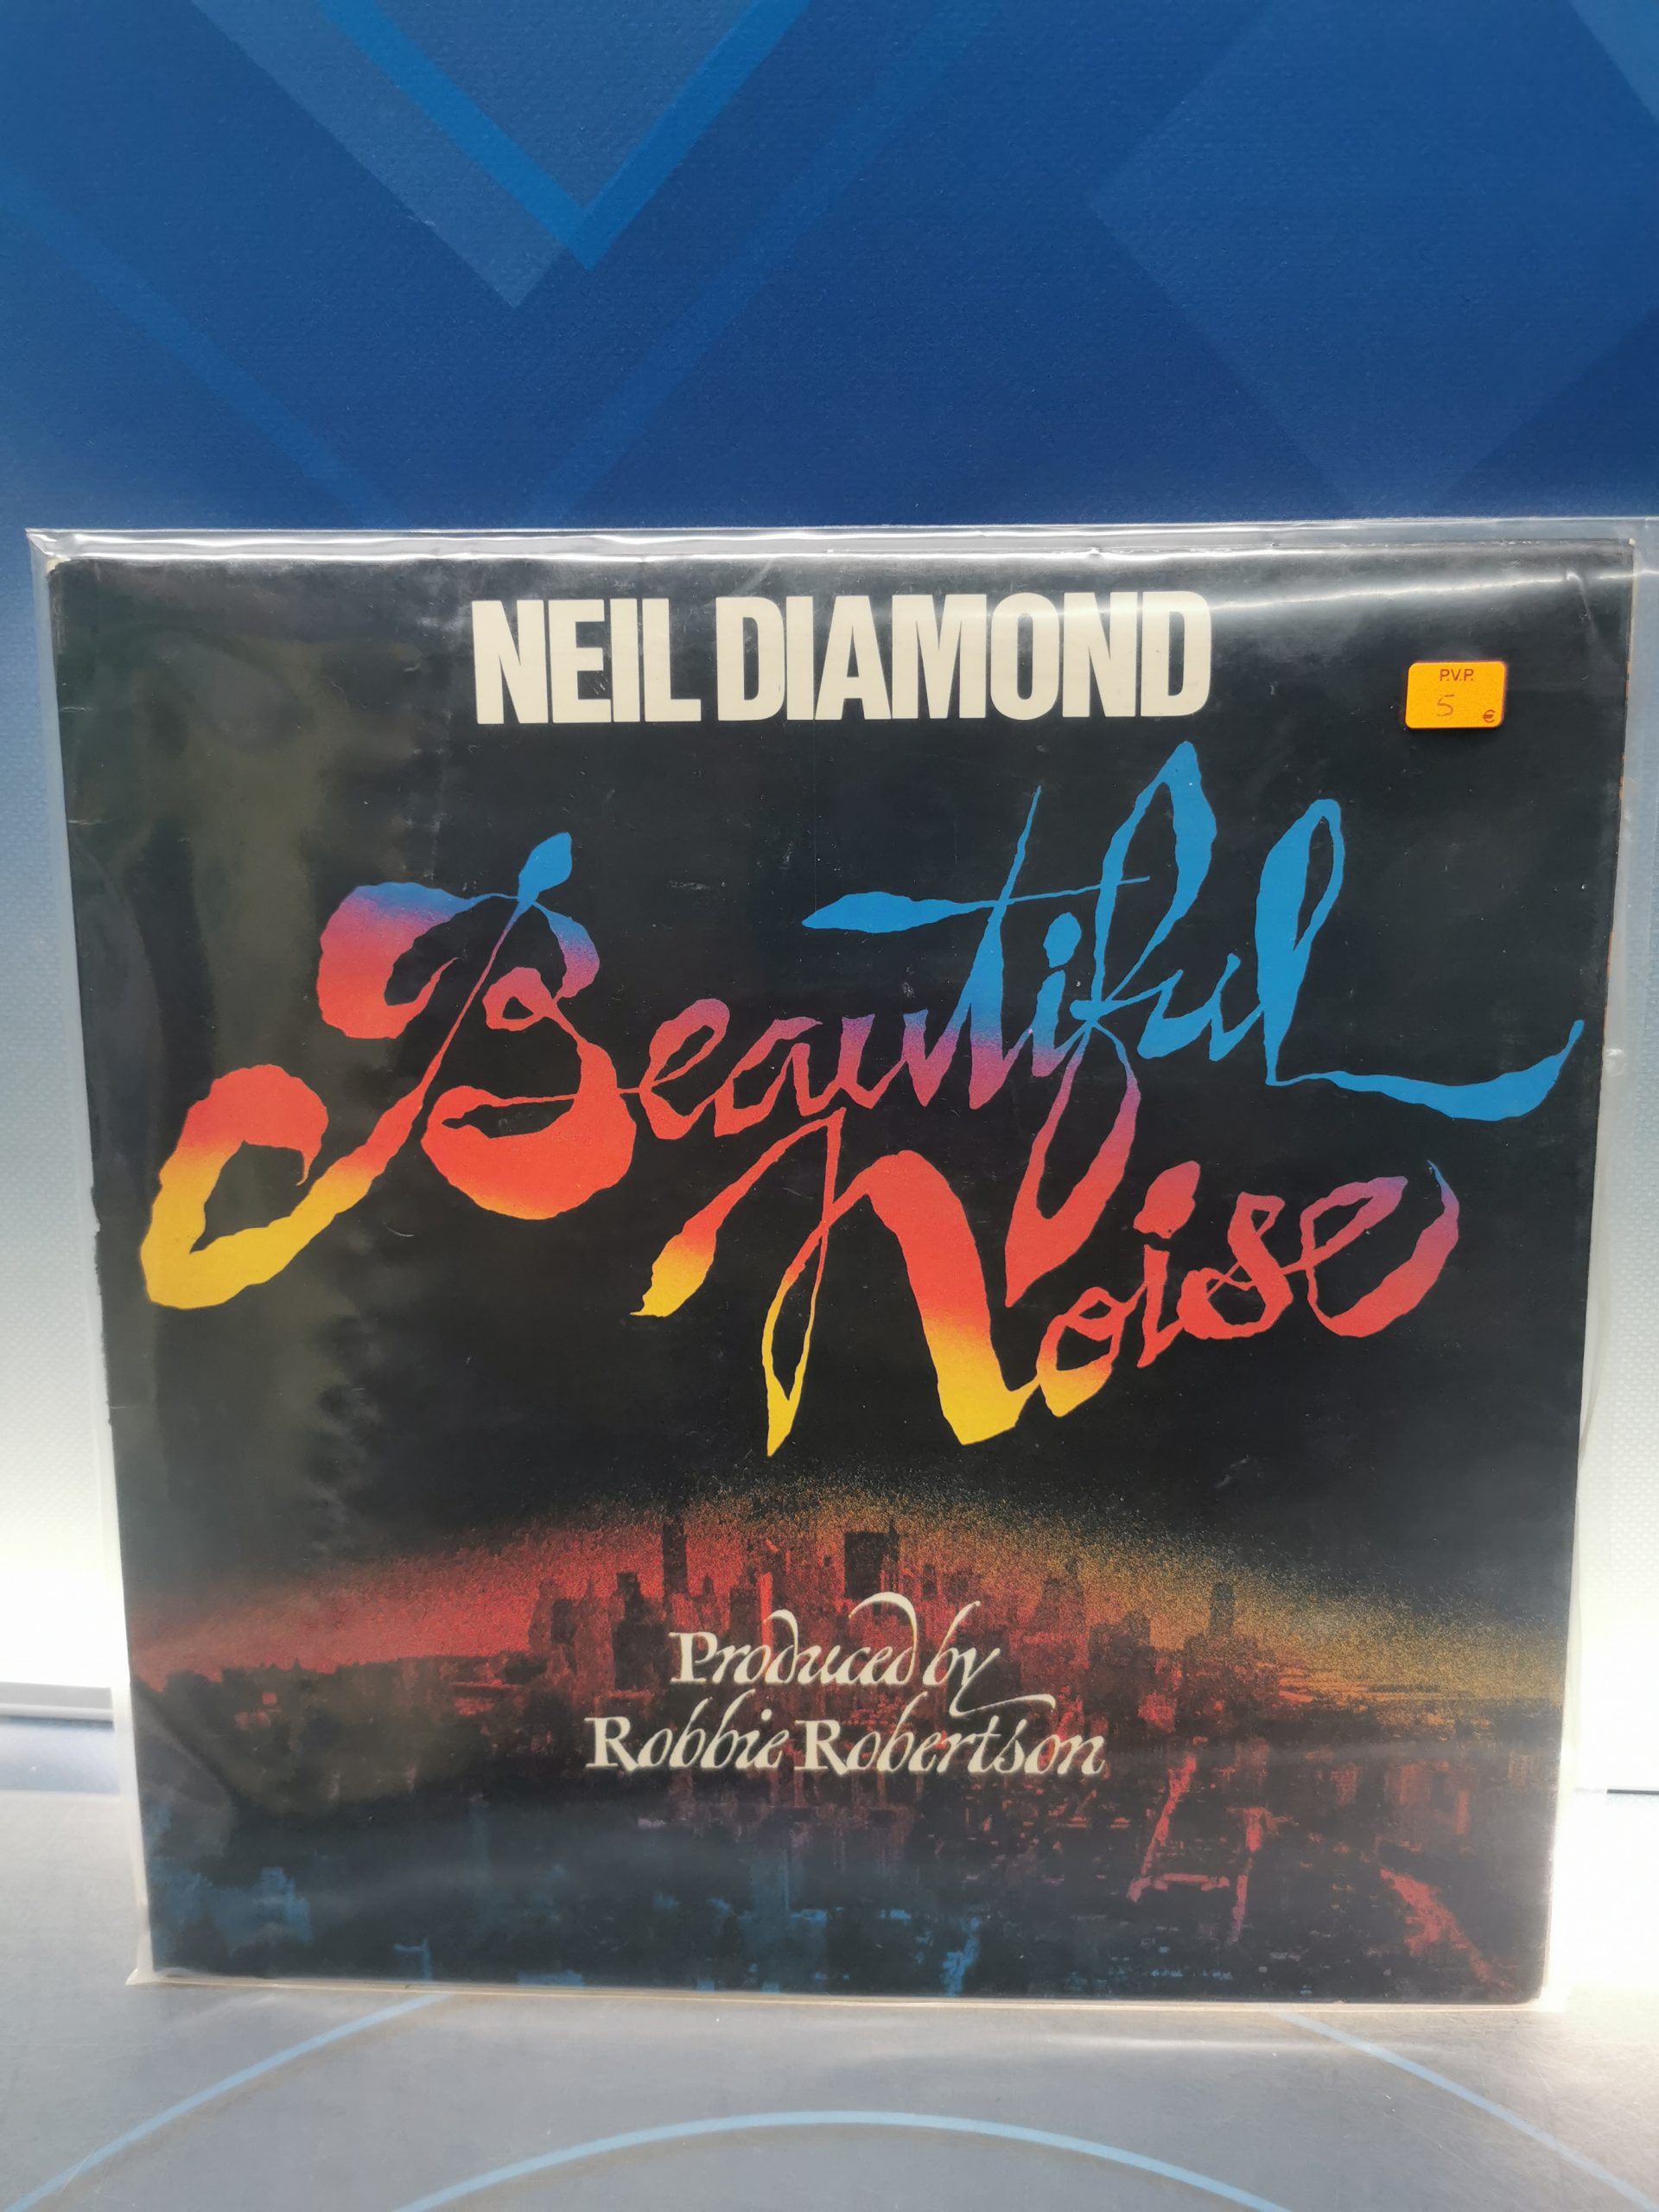 NEIL DIAMOND
P.V.P.
5 €
Beautiful
Noise
Produced by
Robbie Robertson